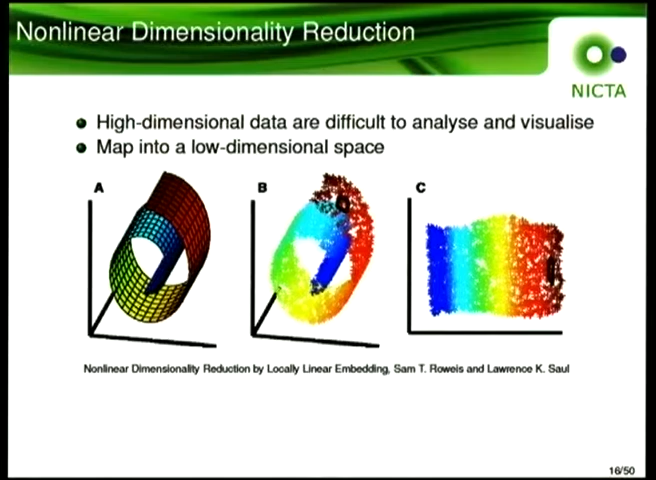 Nonlinear Dimensionality Reduction
NICTA
High-dimensional data are difficult to analyse and visualise
Map into a low-dimensional space
A B C
Nonlinear Dimensionality Reduction by Locally Linear Embedding, Sam T. Roweis and Lawrence K. Saul
16/50